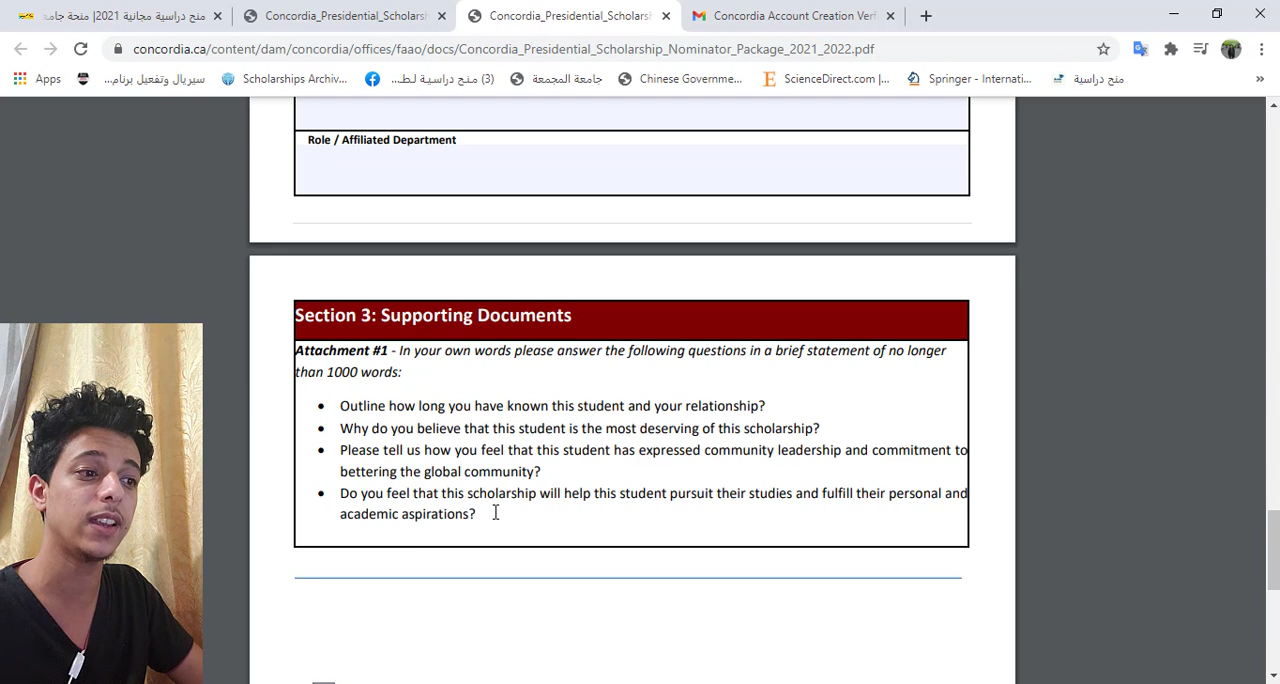 منح دراسية مجانية 2021| منحة جامعة
Concordia_Presidential_Scholarsh
Concordia_Presidential_Scholarsh
Concordia Account Creation Veri
concordia.ca/content/dam/concordia/offices/faao/docs/Concordia_Presidential_Scholarship_Nominator_Package_2021_2022.pdf
Apps
سيريال وتفعيل برنام...
Scholarships Archiv...
(3) منح دراسية لـطـ...
جامعة المجمعة
Chinese Governme...
ScienceDirect.com |...
Springer - Internati...
منح دراسية
»
Role / Affiliated Department
Section 3: Supporting Documents
Attachment #1 - In your own words please answer the following questions in a brief statement of no longer
than 1000 words:
• Outline how long you have known this student and your relationship?
• Why do you believe that this student is the most deserving of this scholarship?
• Please tell us how you feel that this student has expressed community leadership and commitment to
bettering the global community?
• Do you feel that this scholarship will help this student pursuit their studies and fulfill their personal and
academic aspirations?